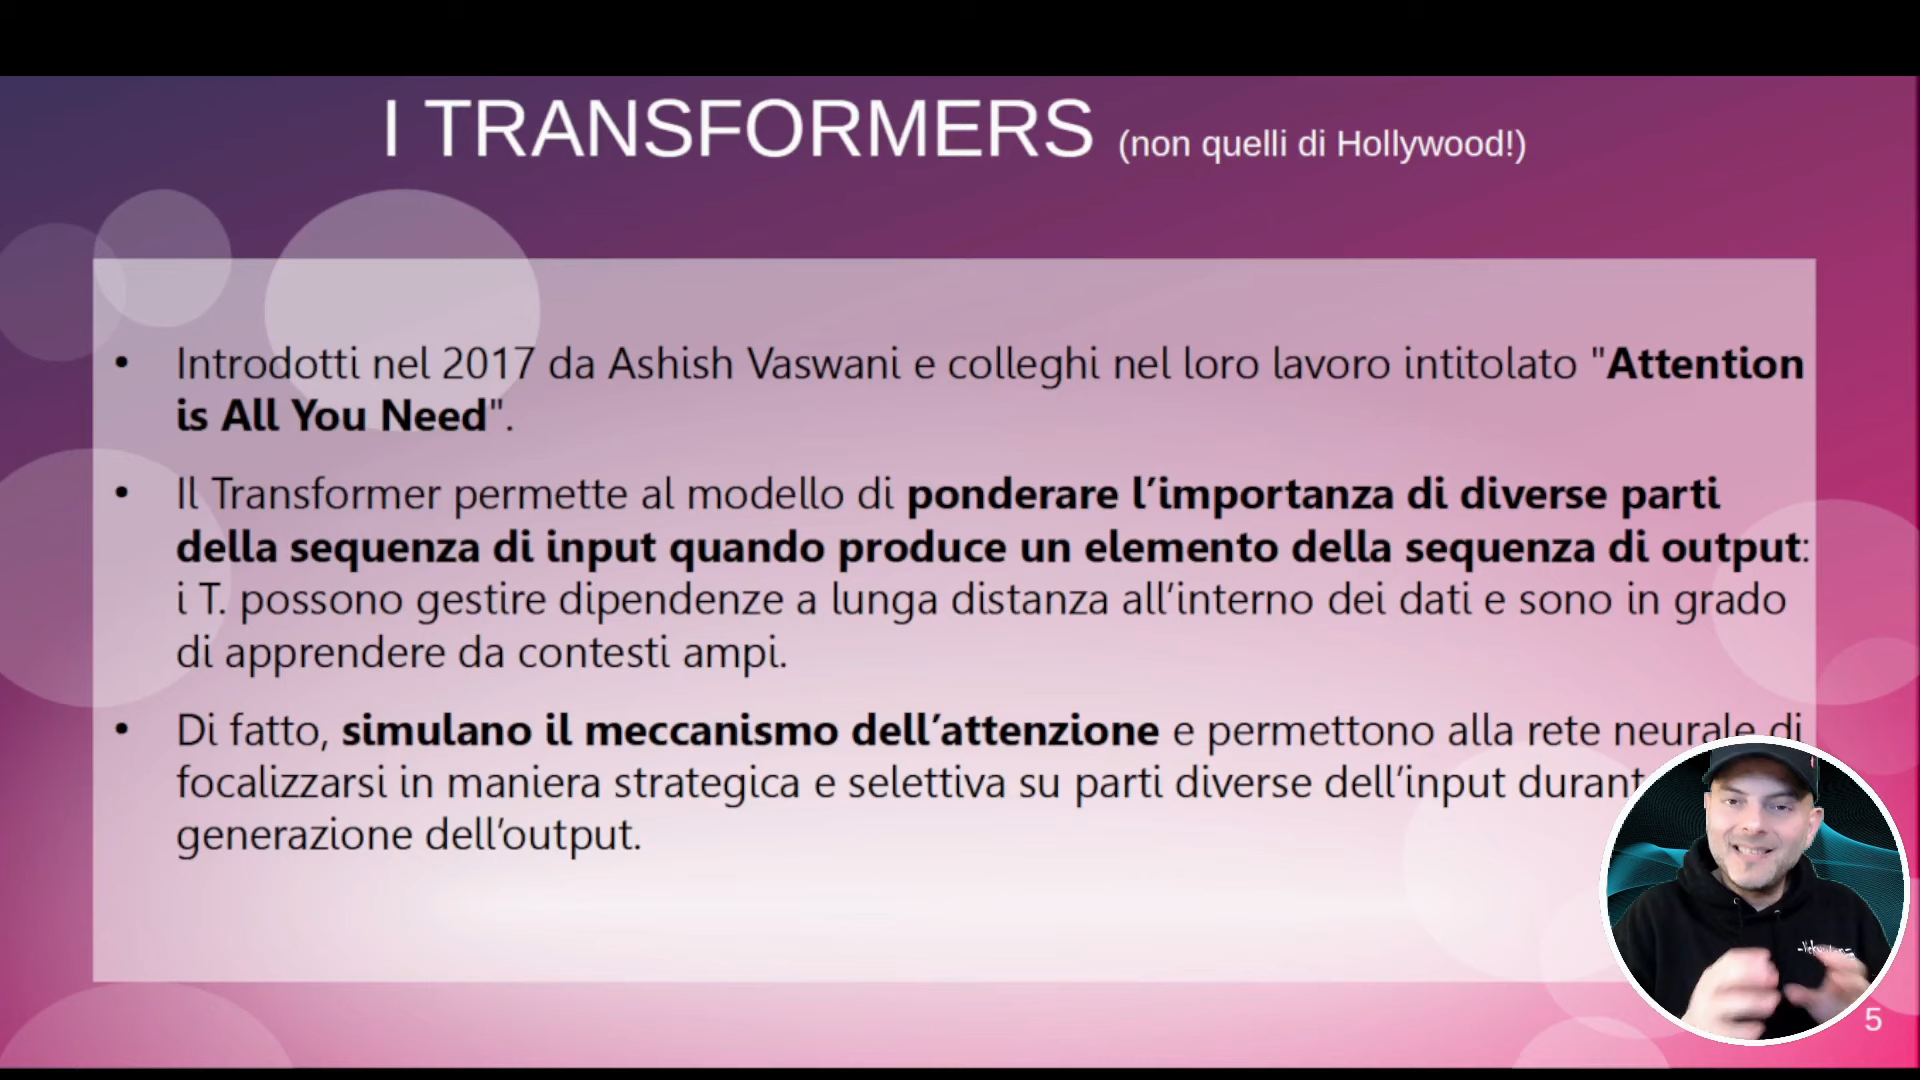 I TRANSFORMERS (non quelli di Hollywood!)
• Introdotti nel 2017 da Ashish Vaswani e colleghi nel loro lavoro intitolato "Attention
is All You Need".
• Il Transformer permette al modello di ponderare l’importanza di diverse parti
della sequenza di input quando produce un elemento della sequenza di output:
i T. possono gestire dipendenze a lunga distanza all’interno dei dati e sono in grado
di apprendere da contesti ampi.
• Di fatto, simulano il meccanismo dell’attenzione e permettono alla rete neurale di
focalizzarsi in maniera strategica e selettiva su parti diverse dell’input durant
generazione dell’output.
5